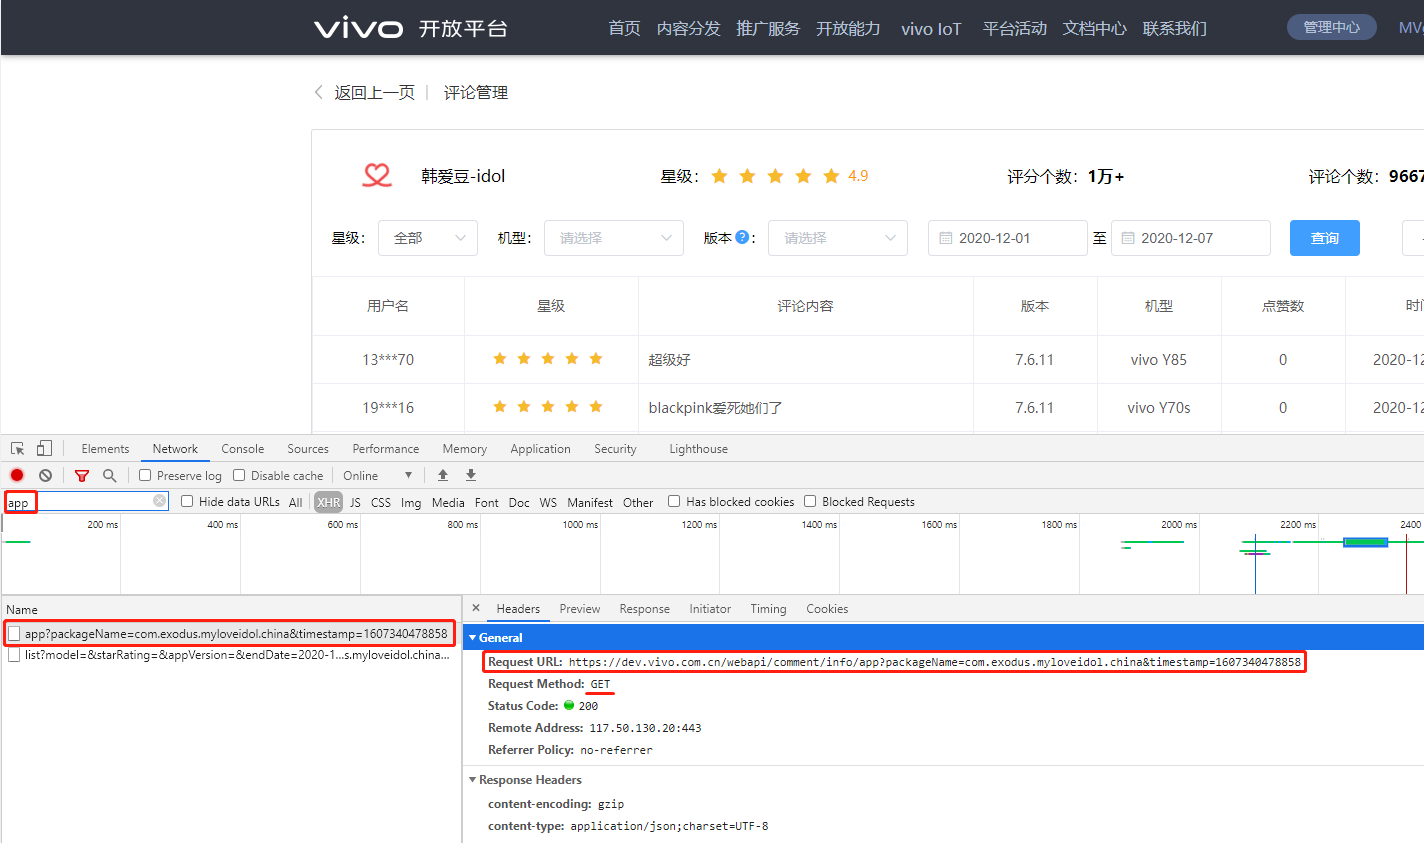 vivo 开放平台 首页 内容分发 推广服务 开放能力 vivo IoT 平台活动 文档中心 联系我们 管理中心
返回上一页 | 评论管理
韩爱豆-idol 星级： 4.9 评分个数：1万+ 评论个数：9667
星级： 全部 机型： 请选择 版本 ? ： 请选择 2020-12-01 至 2020-12-07 查询
用户名 星级 评论内容 版本 机型 点赞数
13***70 超级好 7.6.11 vivo Y85 0 2020-12
19***16 blackpink爱死她们了 7.6.11 vivo Y70s 0 2020-12
Elements Network Console Sources Performance Memory Application Security Lighthouse
Preserve log Disable cache Online
app Hide data URLs All XHR JS CSS Img Media Font Doc WS Manifest Other Has blocked cookies Blocked Requests
200 ms 400 ms 600 ms 800 ms 1000 ms 1200 ms 1400 ms 1600 ms 1800 ms 2000 ms 2200 ms 2400
Name
app?packageName=com.exodus.myloveidol.china&timestamp=1607340478858
list?model=&starRating=&appVersion=&endDate=2020-1...s.myloveidol.china...
× Headers Preview Response Initiator Timing Cookies
General
Request URL: https://dev.vivo.com.cn/webapi/comment/info/app?packageName=com.exodus.myloveidol.china&timestamp=1607340478858
Request Method: GET
Status Code: 200
Remote Address: 117.50.130.20:443
Referrer Policy: no-referrer
Response Headers
content-encoding: gzip
content-type: application/json;charset=UTF-8